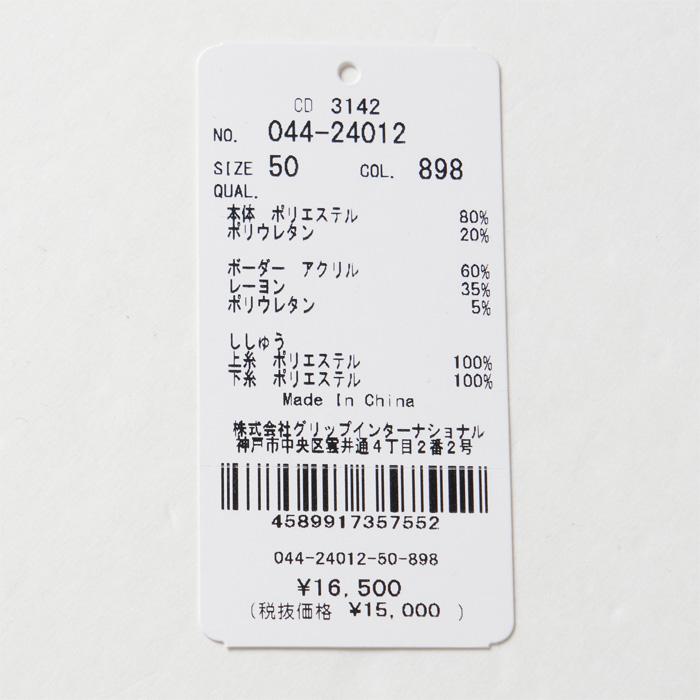 CD 3142
NO. 044-24012
SIZE 50 COL. 898
QUAL.
本体 ポリエステル 80%
ポリウレタン 20%
ボーダー アクリル 60%
レーヨン 35%
ポリウレタン 5%
ししゅう
上糸 ポリエステル 100%
下糸 ポリエステル 100%
Made In China
株式会社グリップインターナショナル
神戸市中央区雲井通4丁目2番2号
4589917357552
044-24012-50-898
¥16,500
(税抜価格 ¥15,000 )